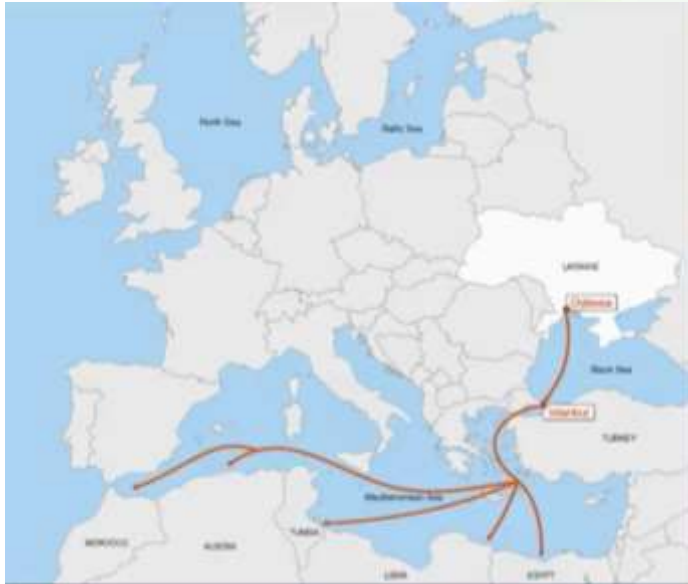 North Sea
Baltic Sea
UKRAINE
Odessa
Black Sea
Istanbul
TURKEY
Mediterranean Sea
MOROCCO
ALGERIA
TUNISIA
LIBYA
EGYPT